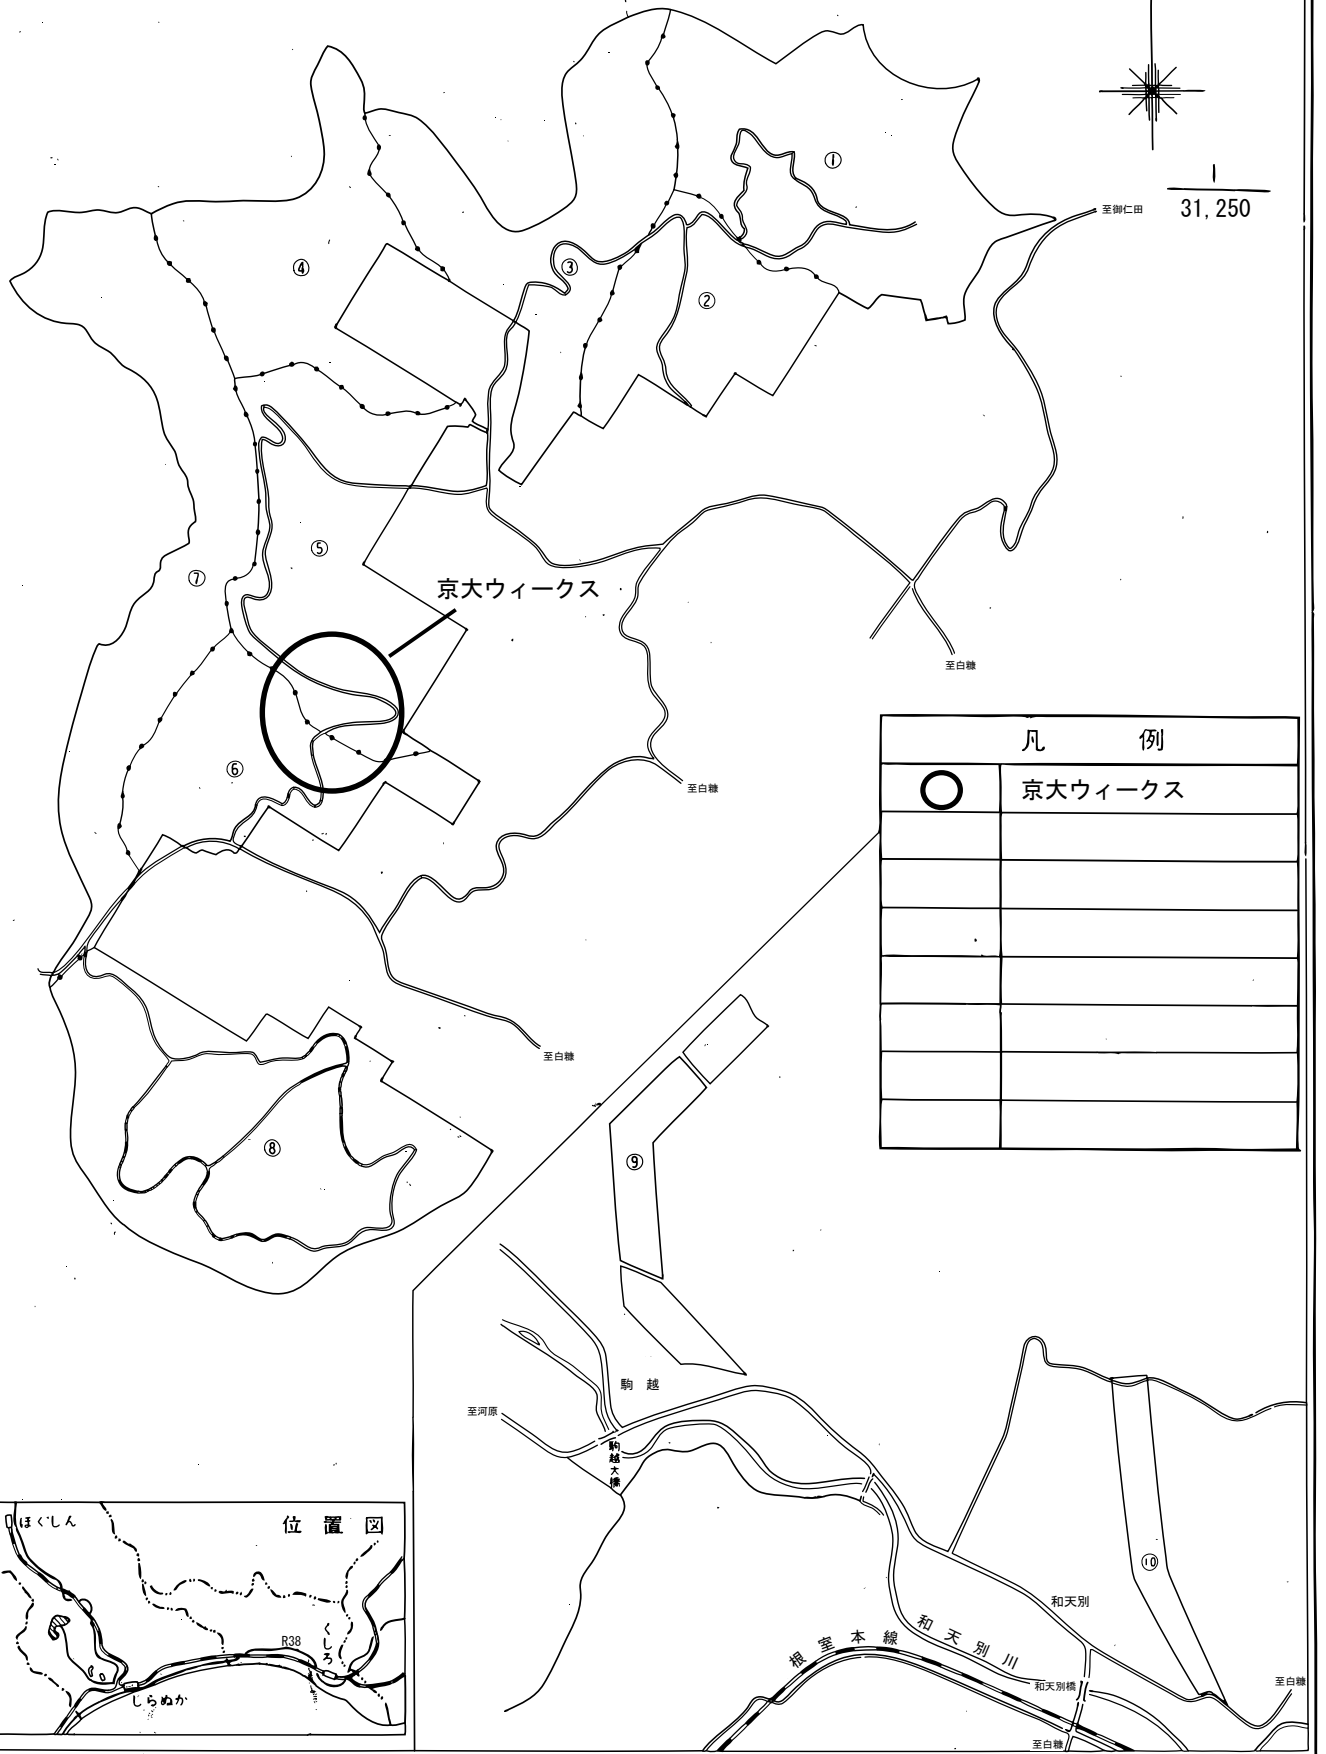 ①
1
31,250
至御仁田
④
③
②
⑤
⑦
京大ウィークス
至白糠
凡 例
京大ウィークス
⑥
至白糠
至白糠
⑧
⑨
駒越
至河原
駒越大橋
⑩
和天別
和天別川
根室本線
和天別橋
至白糠
至白糠
位置図
ほくしん
R38
くしろ
しらぬか